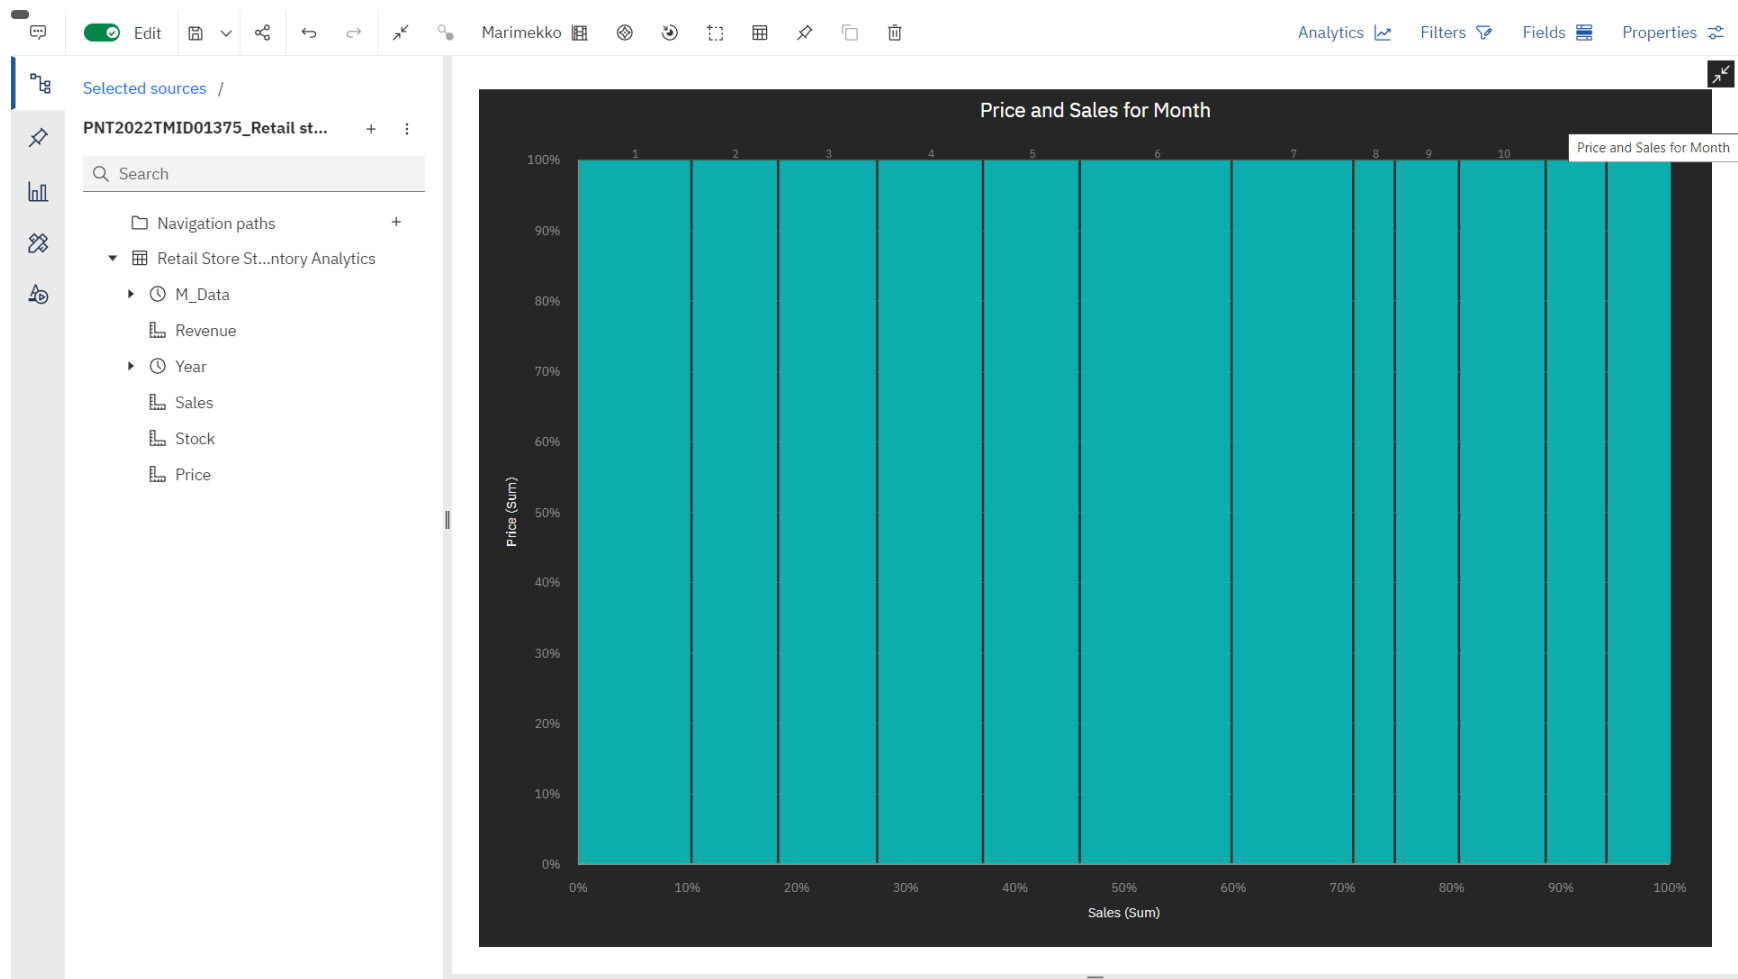 Edit
Marimekko
Analytics
Filters
Fields
Properties
Selected sources /
PNT2022TMID01375_Retail st...
Search
Navigation paths
Retail Store St...ntory Analytics
M_Data
Revenue
Year
Sales
Stock
Price
Price and Sales for Month
Price and Sales for Month
1 2 3 4 5 6 7 8 9 10
100%
90%
80%
70%
60%
50%
40%
30%
20%
10%
0%
Price (Sum)
0% 10% 20% 30% 40% 50% 60% 70% 80% 90% 100%
Sales (Sum)